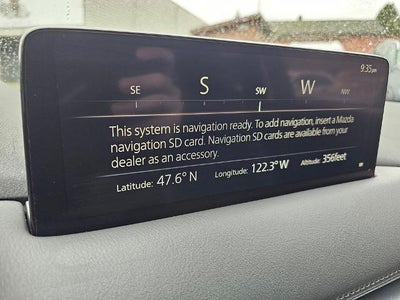 9:35 p.m.
SE S SW W NW
This system is navigation ready. To add navigation, insert a Mazda
navigation SD card. Navigation SD cards are available from your
dealer as an accessory.
Latitude: 47.6° N Longitude: 122.3° W Altitude: 356feet